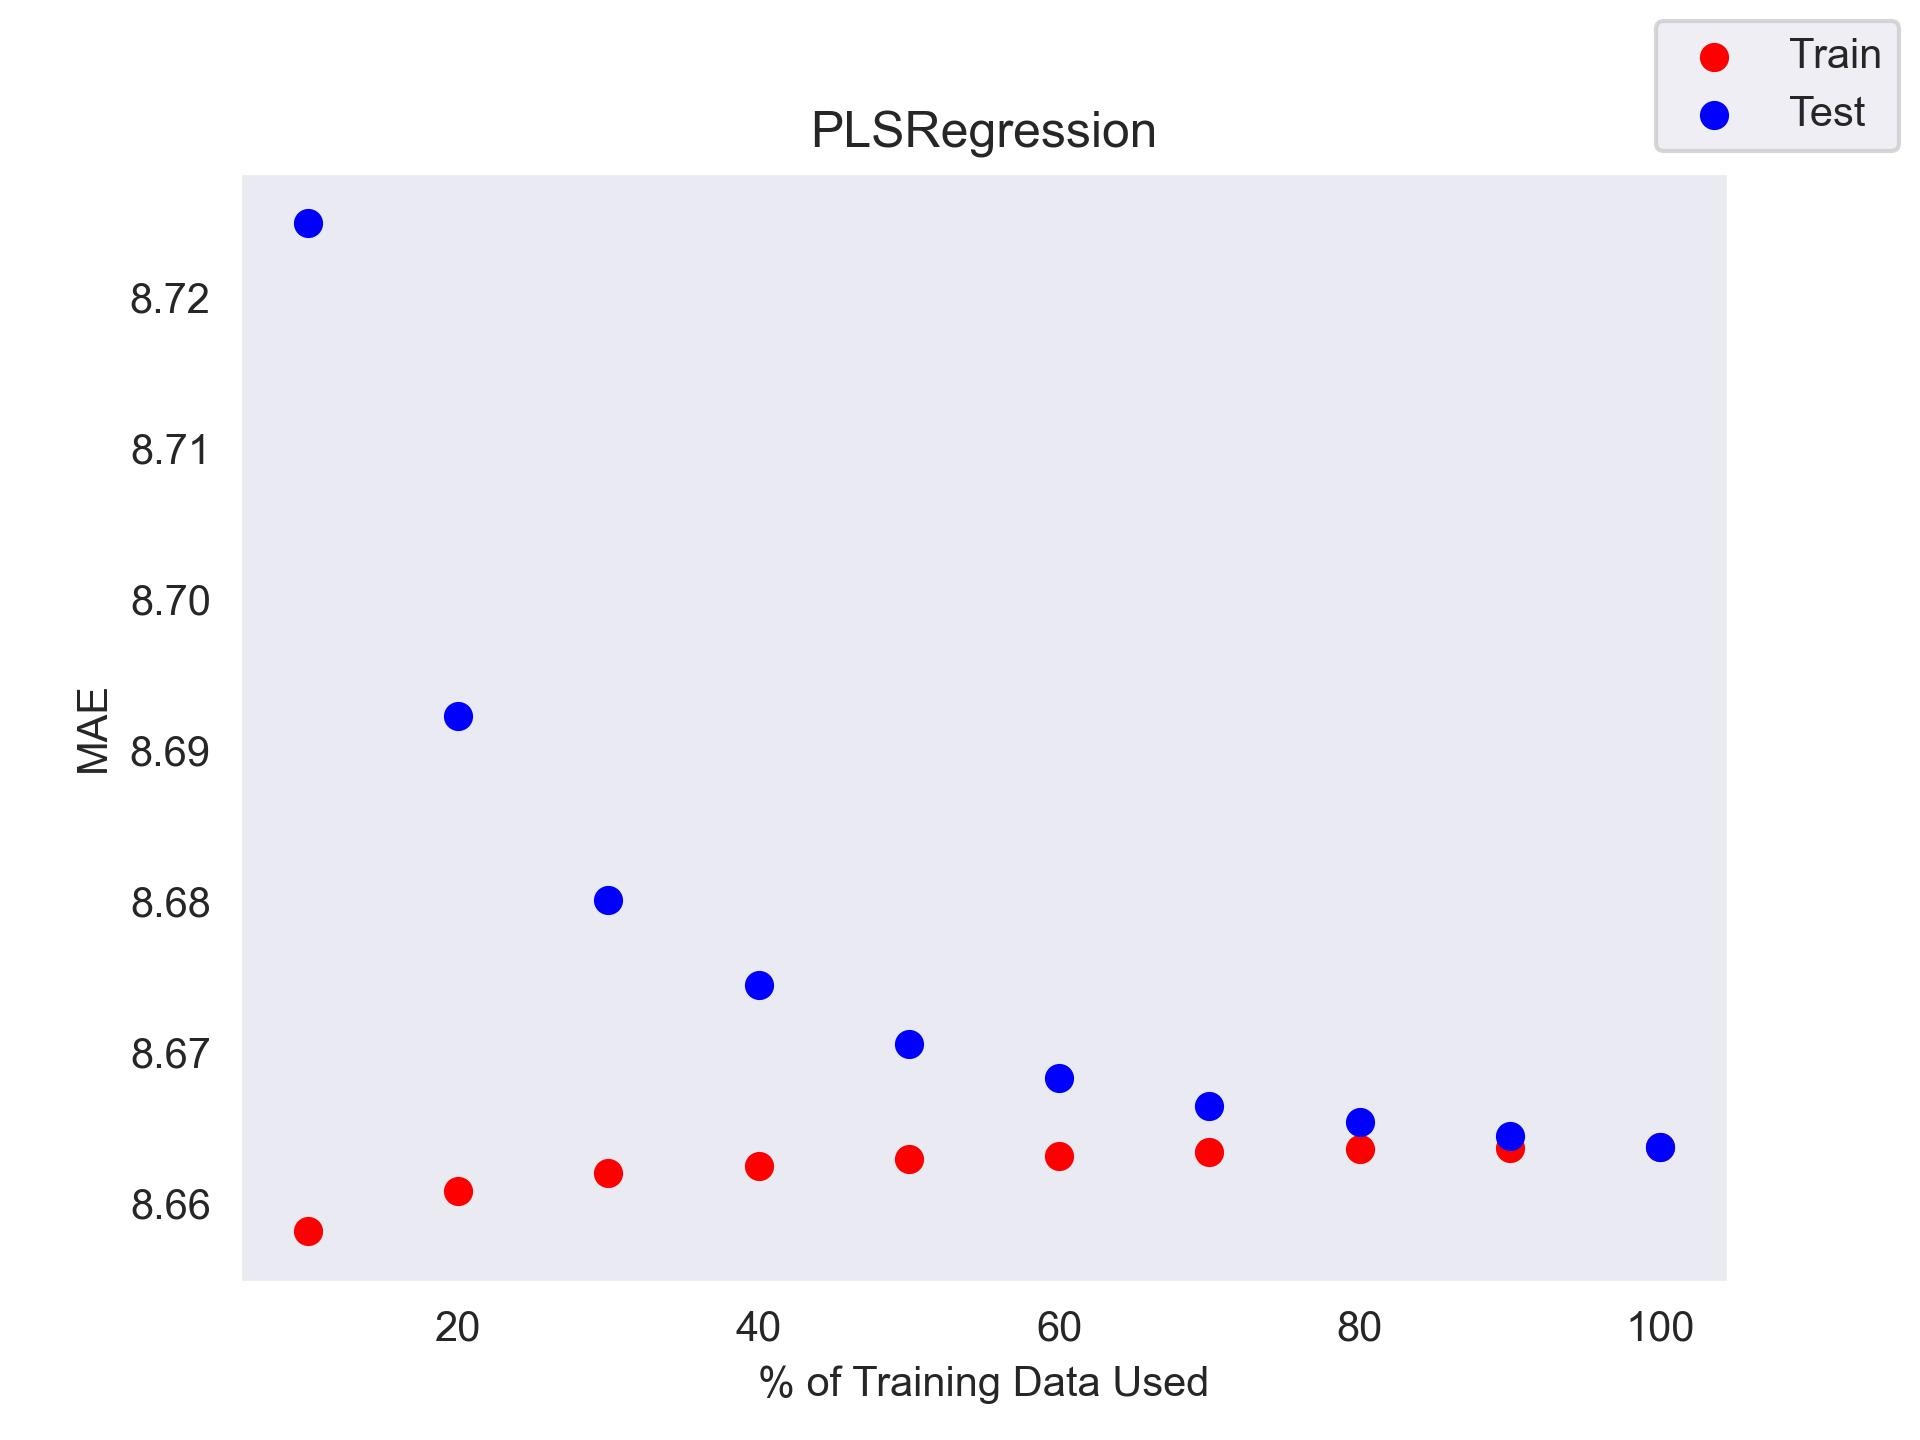 Train
Test
PLSRegression
8.72
8.71
8.70
8.69
8.68
8.67
8.66
MAE
20 40 60 80 100
% of Training Data Used